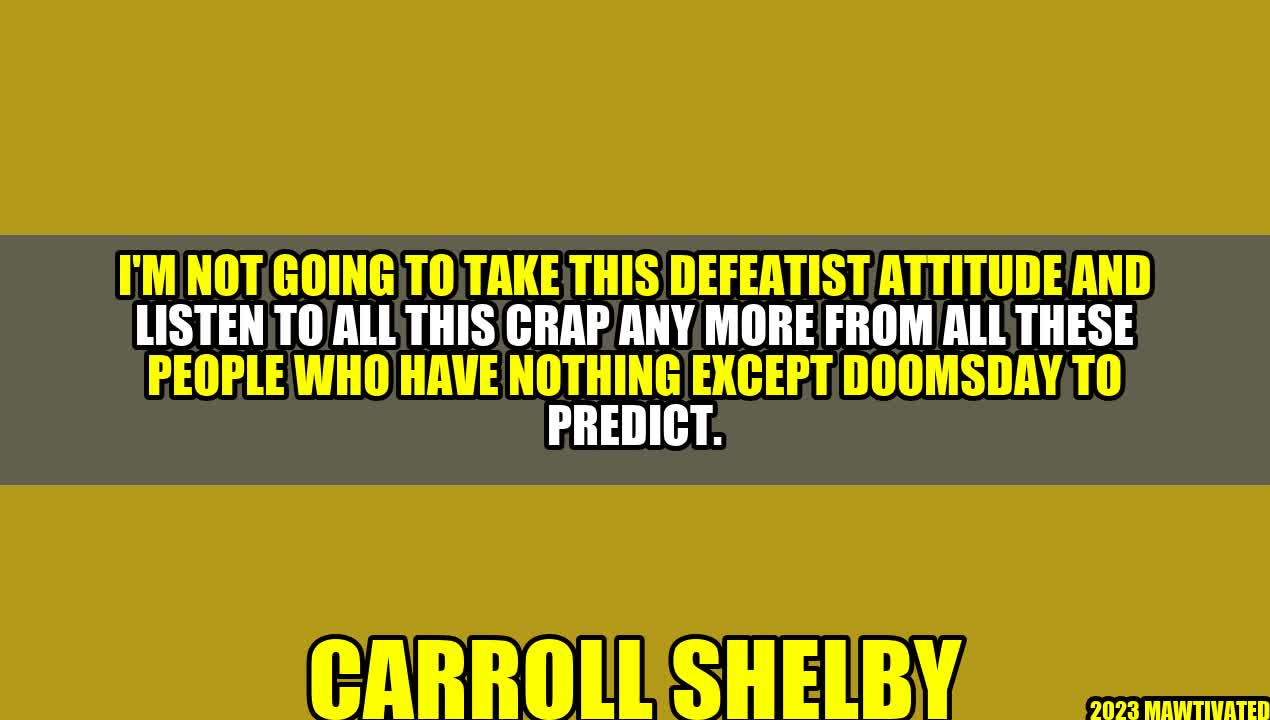 I'M NOT GOING TO TAKE THIS DEFEATIST ATTITUDE AND
LISTEN TO ALL THIS CRAP ANY MORE FROM ALL THESE
PEOPLE WHO HAVE NOTHING EXCEPT DOOMSDAY TO
PREDICT.
CARROLL SHELBY
2023 MAWTIVATED